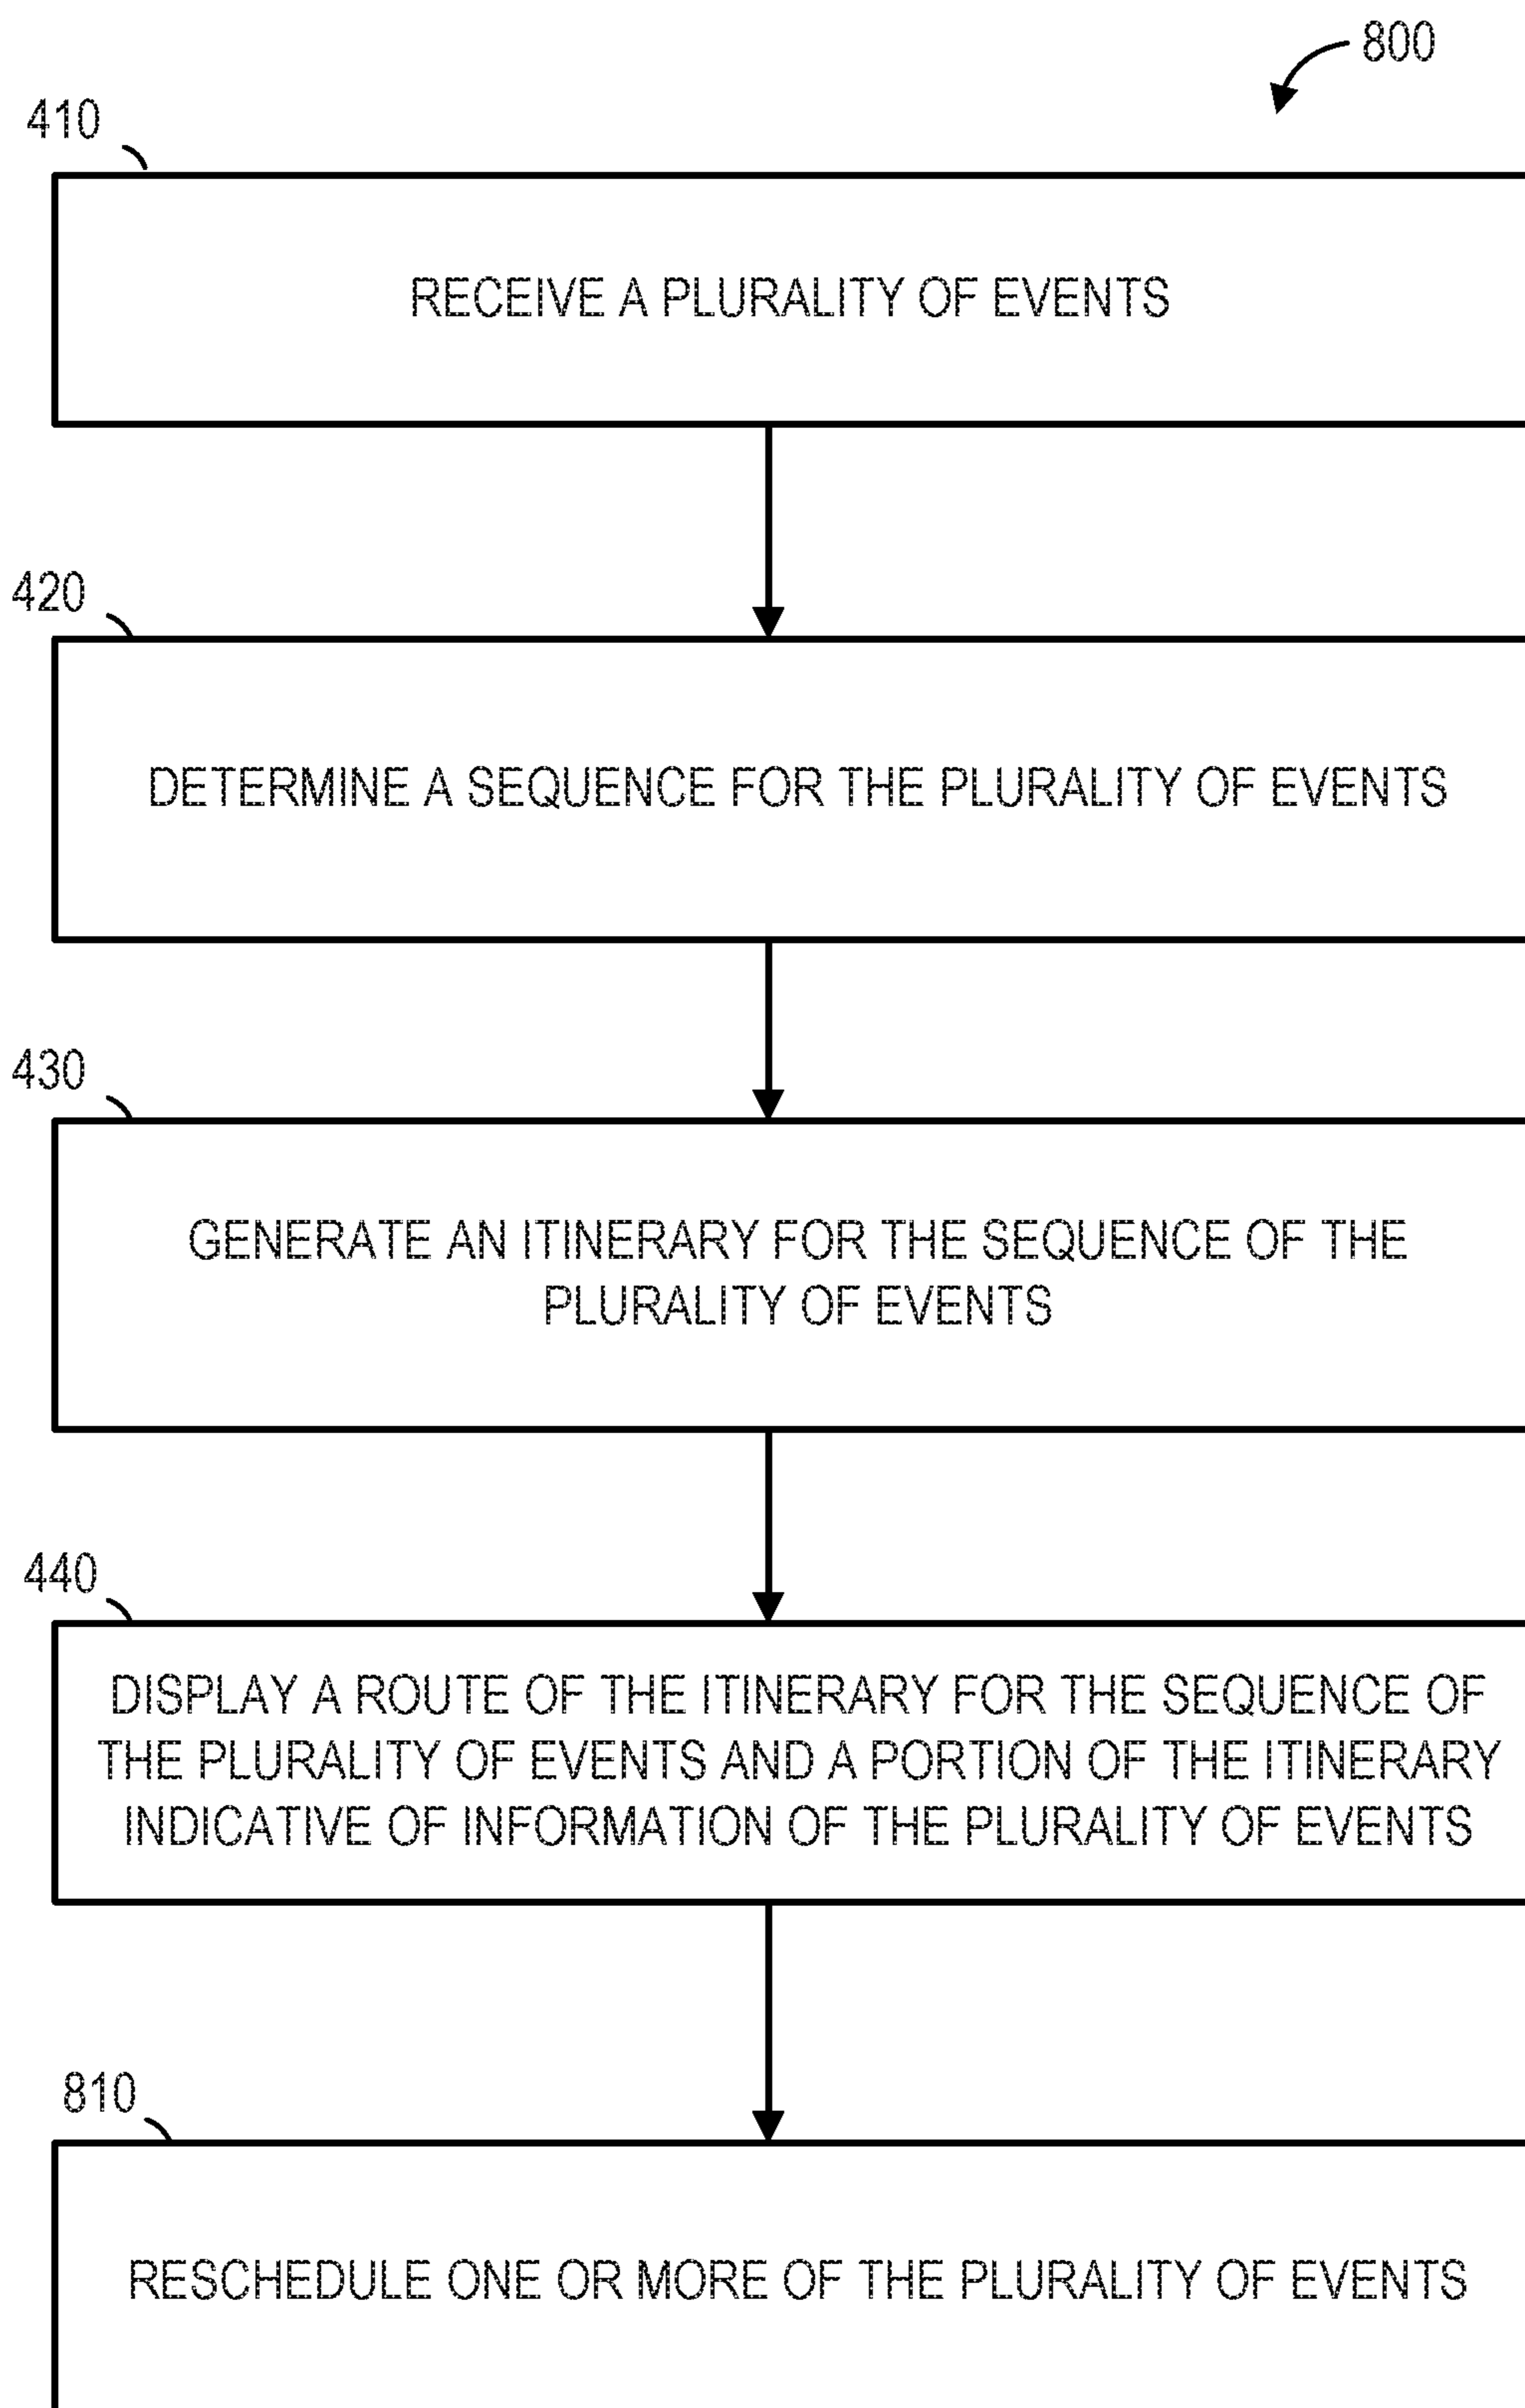 800
410
RECEIVE A PLURALITY OF EVENTS
420
DETERMINE A SEQUENCE FOR THE PLURALITY OF EVENTS
430
GENERATE AN ITINERARY FOR THE SEQUENCE OF THE
PLURALITY OF EVENTS
440
DISPLAY A ROUTE OF THE ITINERARY FOR THE SEQUENCE OF
THE PLURALITY OF EVENTS AND A PORTION OF THE ITINERARY
INDICATIVE OF INFORMATION OF THE PLURALITY OF EVENTS
810
RESCHEDULE ONE OR MORE OF THE PLURALITY OF EVENTS